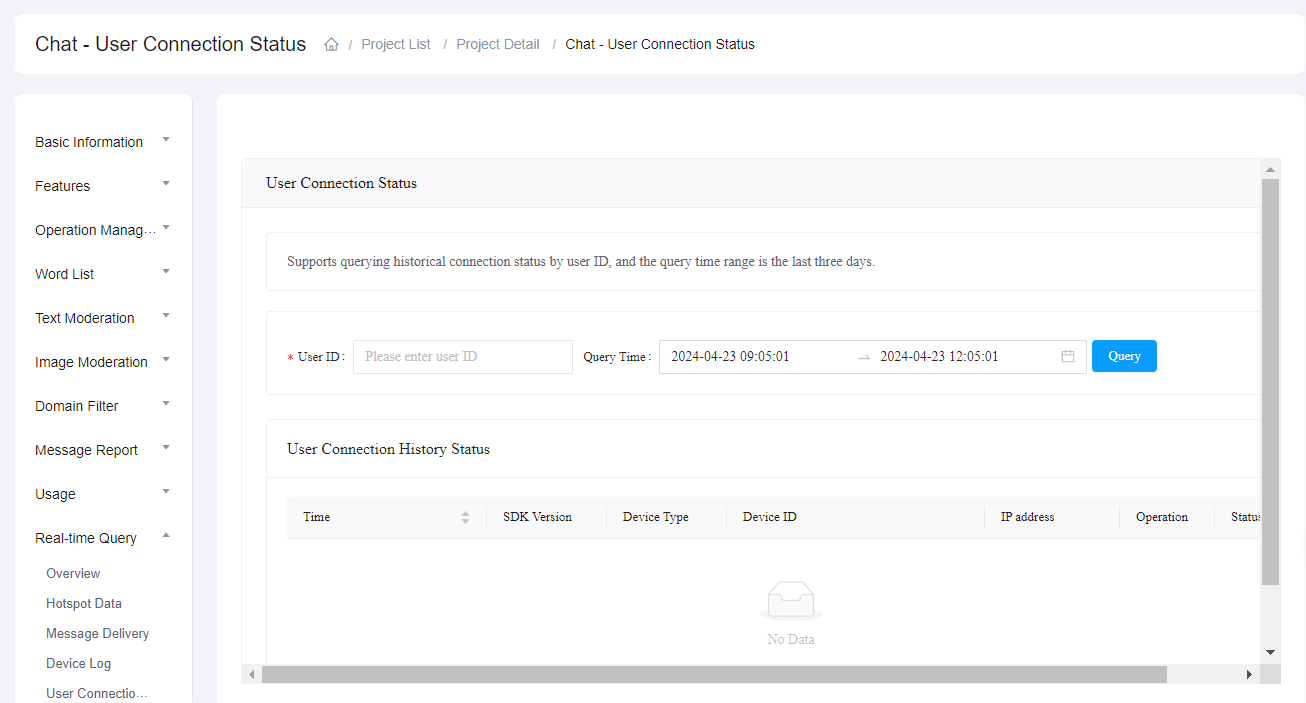 Chat - User Connection Status / Project List / Project Detail / Chat - User Connection Status
Basic Information
Features
Operation Manag...
Word List
Text Moderation
Image Moderation
Domain Filter
Message Report
Usage
Real-time Query
Overview
Hotspot Data
Message Delivery
Device Log
User Connectio...
User Connection Status
Supports querying historical connection status by user ID, and the query time range is the last three days.
* User ID : Please enter user ID Query Time : 2024-04-23 09:05:01 → 2024-04-23 12:05:01 Query
User Connection History Status
Time SDK Version Device Type Device ID IP address Operation Status
No Data